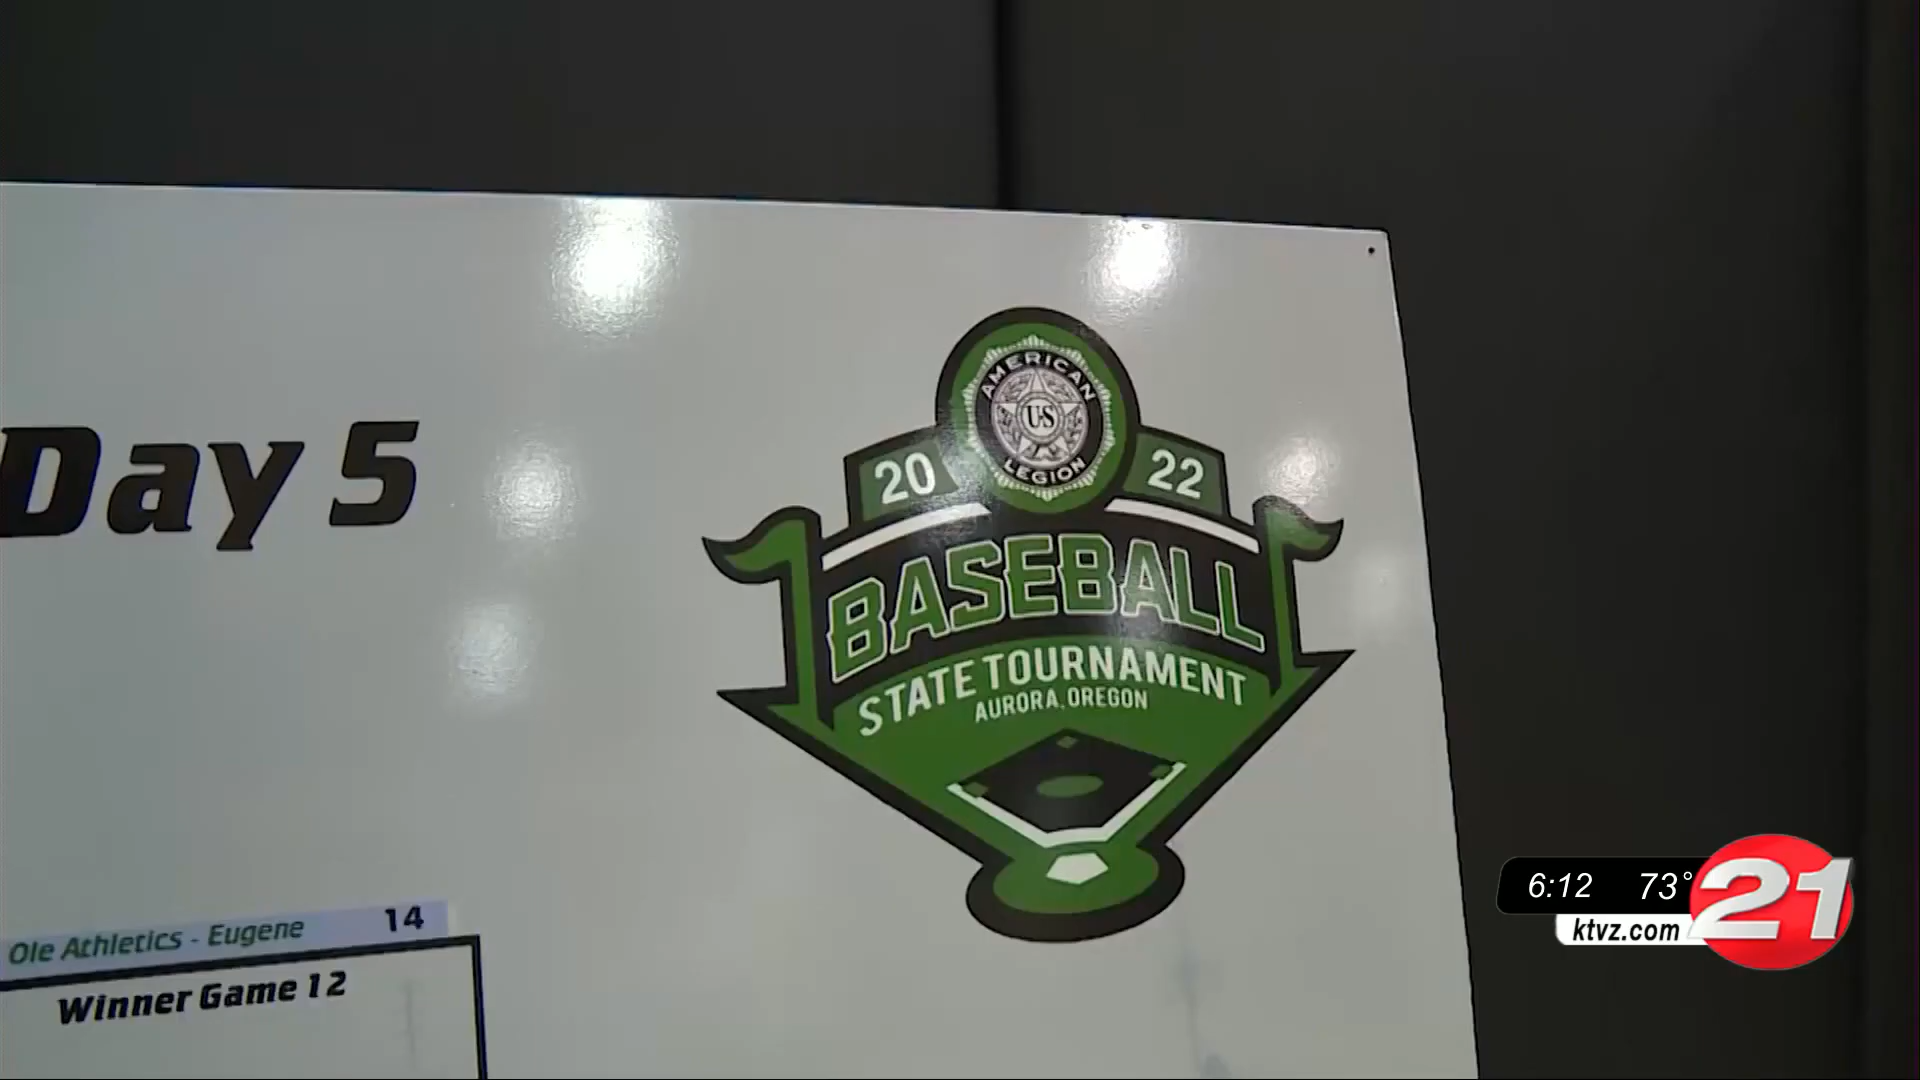 AMERICAN
U·S
LEGION
20 22
BASEBALL
STATE TOURNAMENT
AURORA, OREGON
Day 5
Ole Athletics - Eugene 14
Winner Game 12
6:12 73°
ktvz.com
21